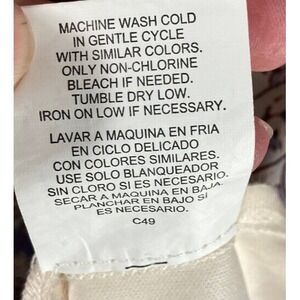 MACHINE WASH COLD
IN GENTLE CYCLE
WITH SIMILAR COLORS.
ONLY NON-CHLORINE
BLEACH IF NEEDED.
TUMBLE DRY LOW.
IRON ON LOW IF NECESSARY.
LAVAR A MAQUINA EN FRIA
EN CICLO DELICADO
CON COLORES SIMILARES.
USE SOLO BLANQUEADOR
SIN CLORO SI ES NECESARIO.
SECAR A MAQUINA EN BAJA.
PLANCHAR EN BAJO SÍ
ES NECESARIO.
C49